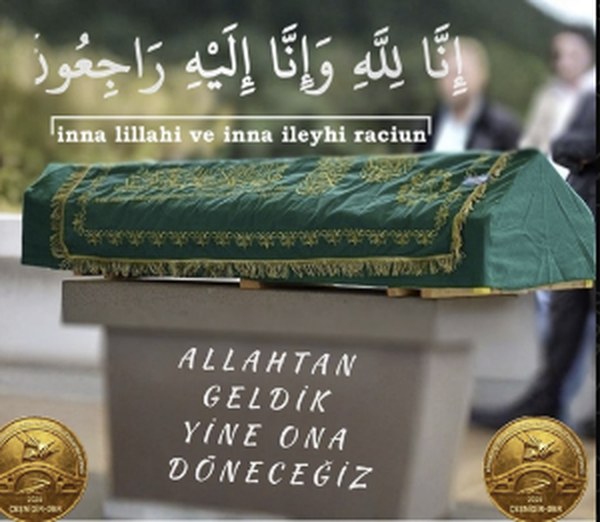 إِنَّا لِلَّهِ وَإِنَّا إِلَيْهِ رَاجِعُونَ
inna lillahi ve inna ileyhi raciun
ALLAHTAN
GELDİK
YİNE ONA
DÖNECEĞİZ